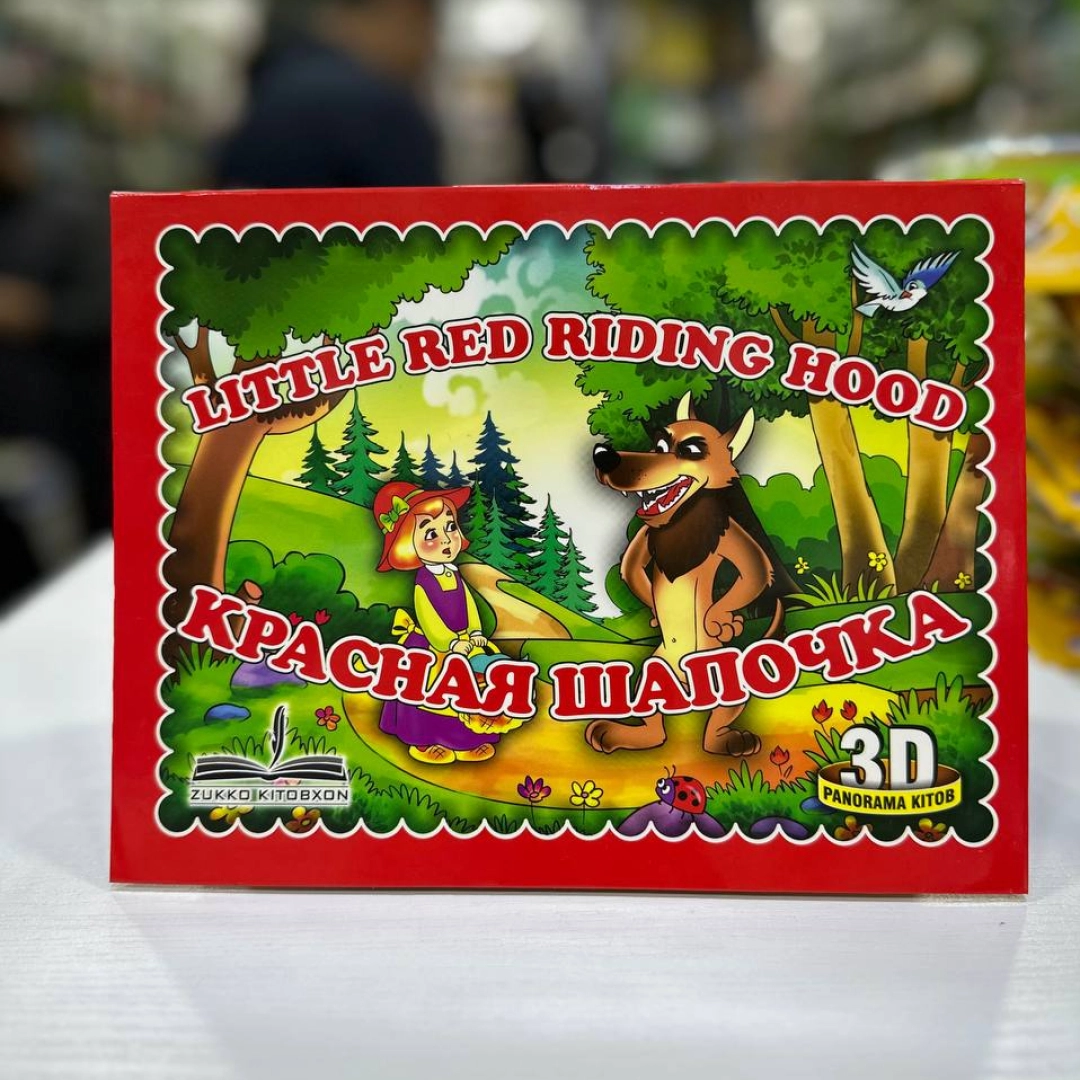 LITTLE RED RIDING HOOD
КРАСНАЯ ШАПОЧКА
ZUKKO KITOBXON
3D
PANORAMA KITOB